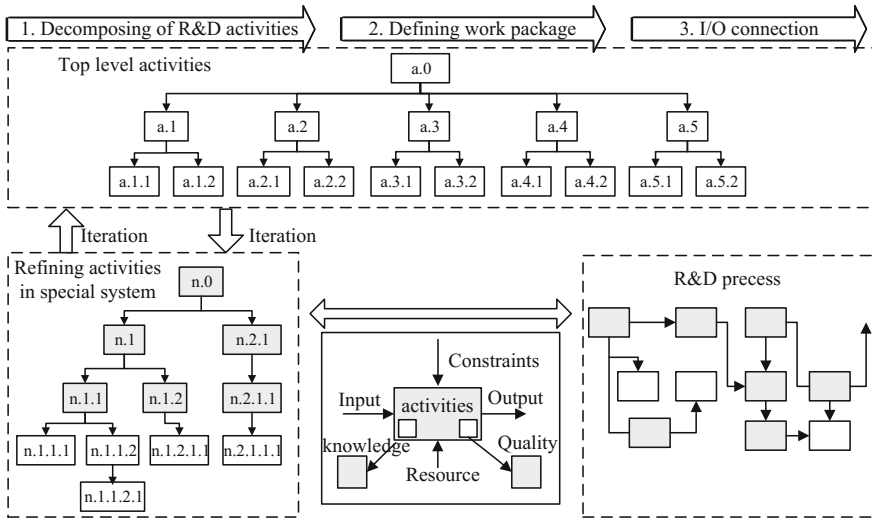 1. Decomposing of R&D activities
2. Defining work package
3. I/O connection
Top level activities
a.0
a.1
a.2
a.3
a.4
a.5
a.1.1
a.1.2
a.2.1
a.2.2
a.3.1
a.3.2
a.4.1
a.4.2
a.5.1
a.5.2
Iteration
Iteration
Refining activities
in special system
n.0
n.1
n.2.1
n.1.1
n.1.2
n.2.1.1
n.1.1.1
n.1.1.2
n.1.2.1.1
n.2.1.1.1
n.1.1.2.1
Constraints
Input
activities
Output
knowledge
Quality
Resource
R&D precess